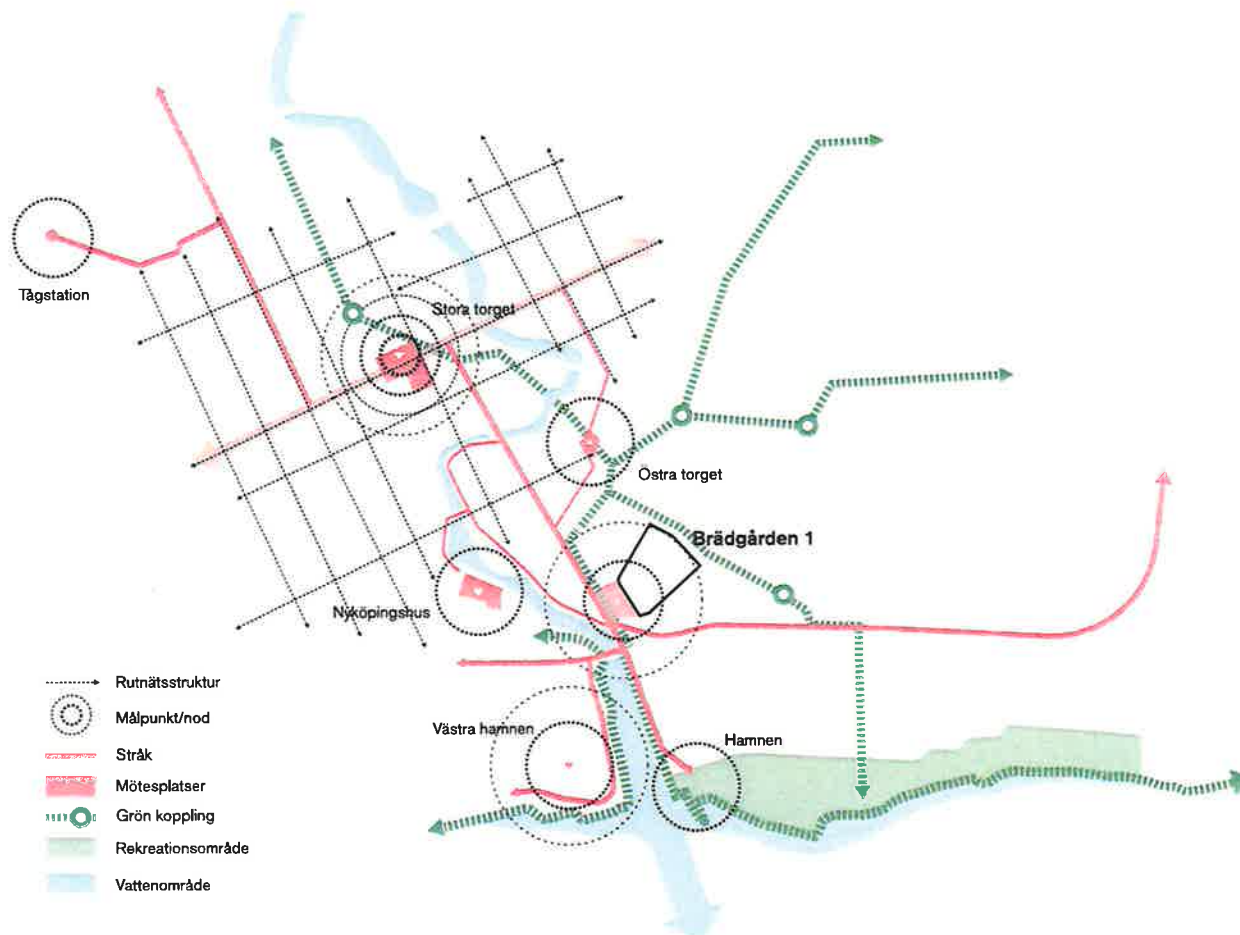 Tågstation
Stora torget
Östra torget
Brädgården 1
Nyköpingshus
Västra hamnen
Hamnen
Rutnätsstruktur
Målpunkt/nod
Stråk
Mötesplatser
Grön koppling
Rekreationsområde
Vattenområde